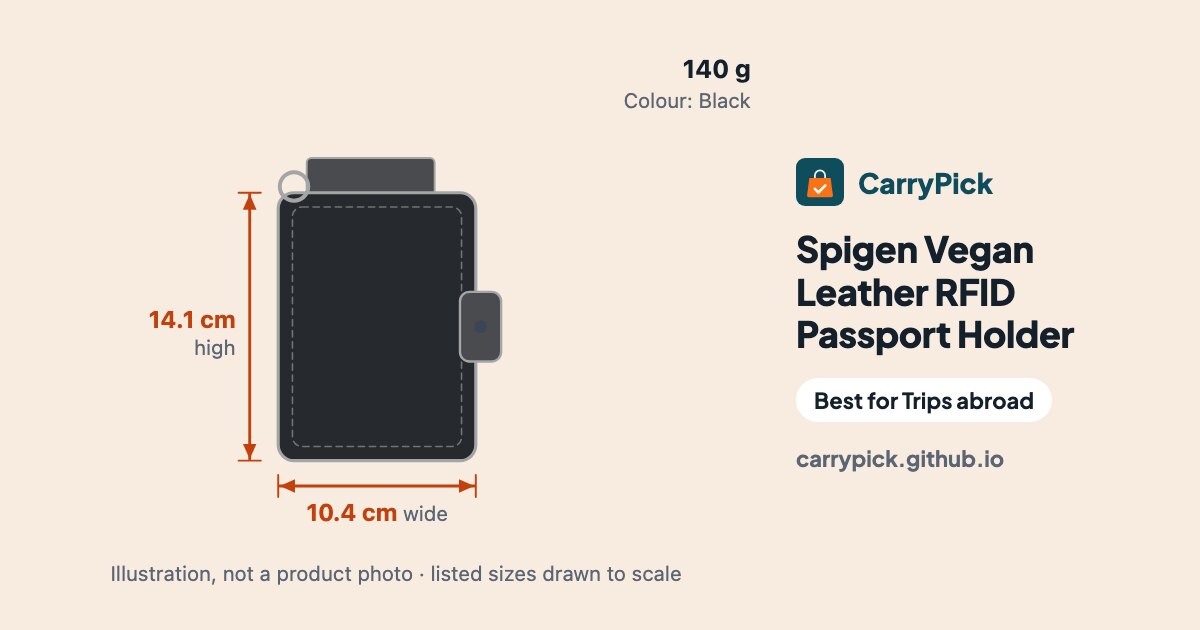 140 g
Colour: Black
14.1 cm
high
10.4 cm wide
Illustration, not a product photo · listed sizes drawn to scale
CarryPick
Spigen Vegan
Leather RFID
Passport Holder
Best for Trips abroad
carrypick.github.io